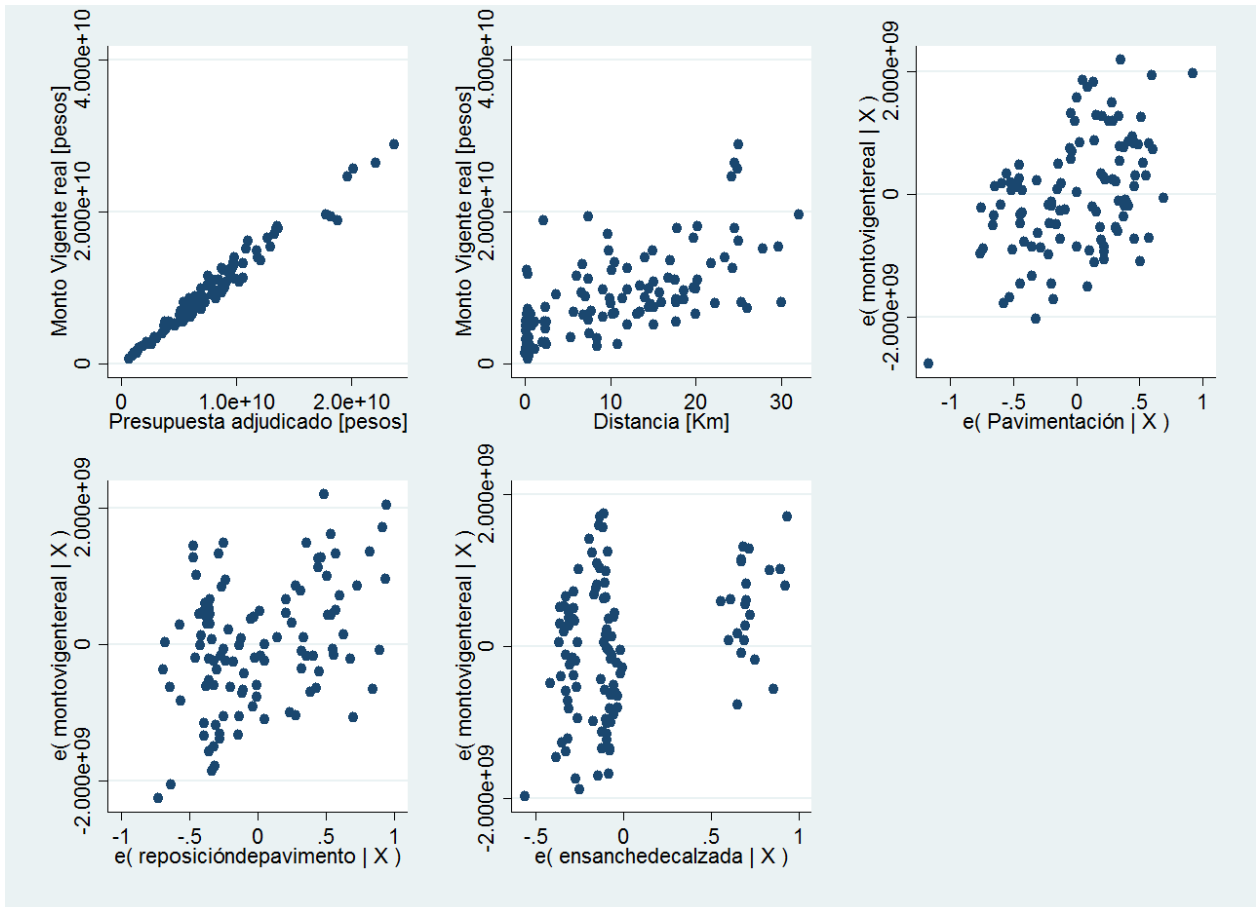 Monto Vigente real [pesos]
0
2.000e+10
4.000e+10
0
1.0e+10
2.0e+10
Presupuesta adjudicado [pesos]
Monto Vigente real [pesos]
0
2.000e+10
4.000e+10
0
10
20
30
Distancia [Km]
e( montovigentereal | X )
-2.000e+09
0
2.000e+09
-1
-.5
0
.5
1
e( Pavimentación | X )
e( montovigentereal | X )
-2.000e+09
0
2.000e+09
-1
-.5
0
.5
1
e( reposicióndepavimento | X )
e( montovigentereal | X )
-2.000e+09
0
2.000e+09
-.5
0
.5
1
e( ensanchedecalzada | X )